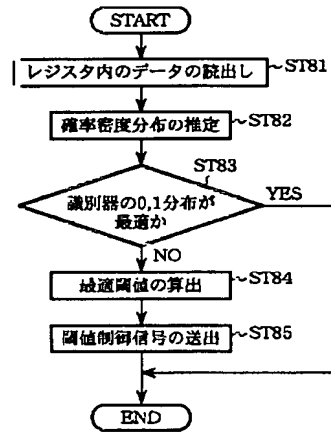 START
レジスタ内のデータの読出し
ST81
確率密度分布の推定
ST82
ST83
識別器の0,1分布が
最適か
YES
NO
最適閾値の算出
ST84
閾値制御信号の送出
ST85
END